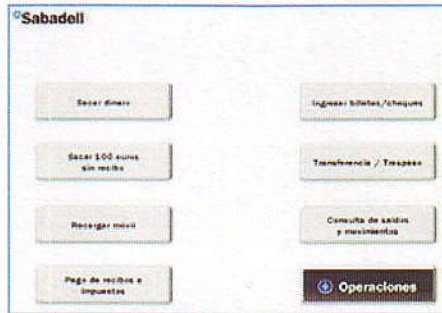 Sabadell
Sacar dinero
Ingresar billetes/cheques
Sacar 100 euros
sin recibo
Transferencia / Traspaso
Recargar móvil
Consulta de saldos
y movimientos
Pago de recibos e
impuestos
Operaciones